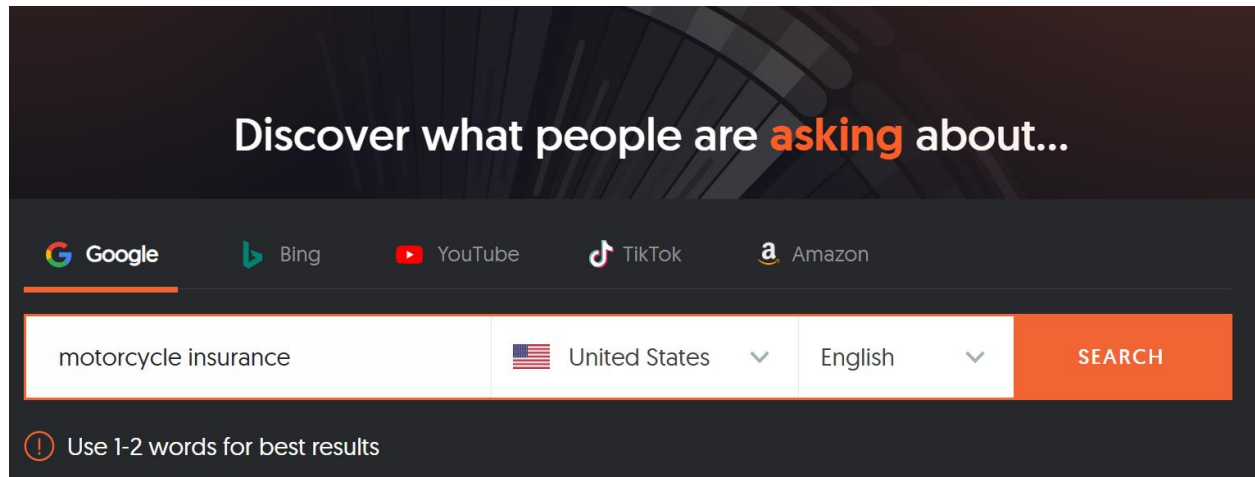 Discover what people are asking about...
Google Bing YouTube TikTok Amazon
motorcycle insurance United States English SEARCH
Use 1-2 words for best results